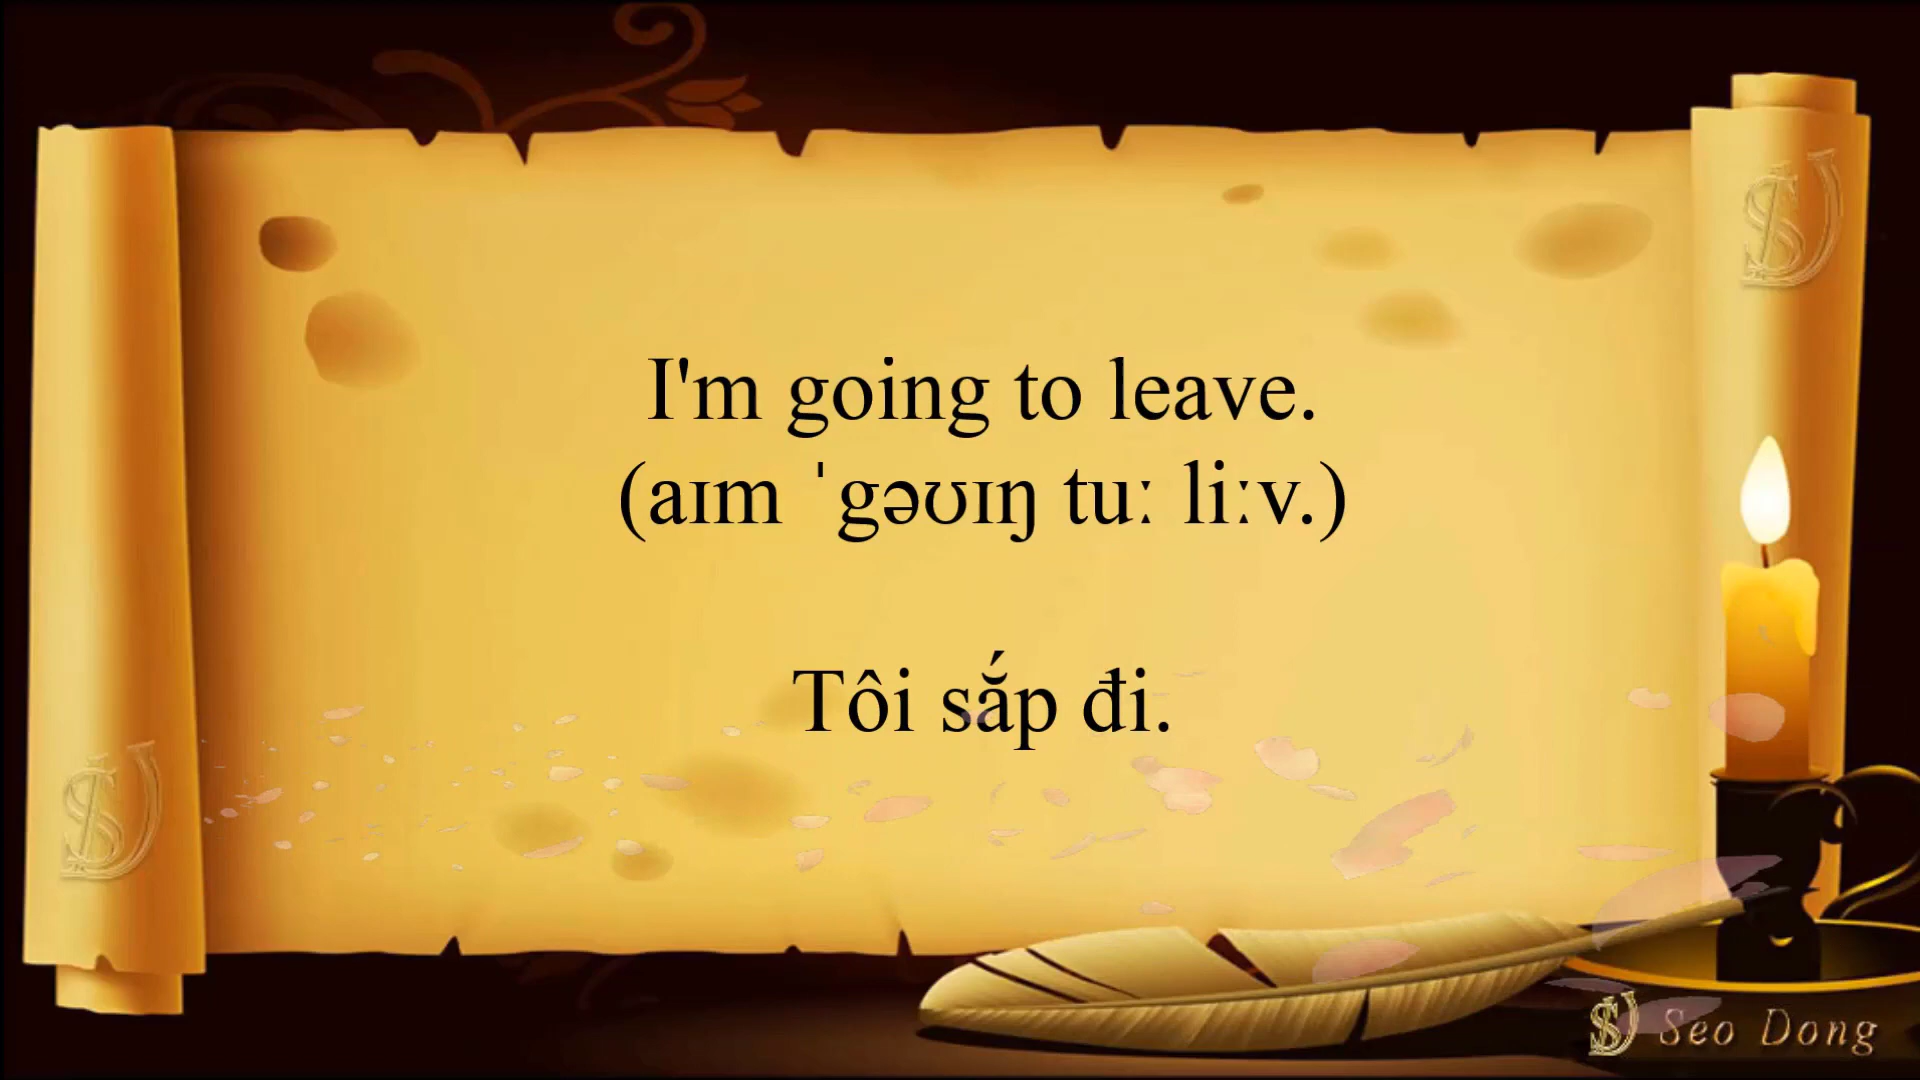 I'm going to leave.
(aɪm ˈgəʊɪŋ tuː liːv.)
Tôi sắp đi.
Seo Dong